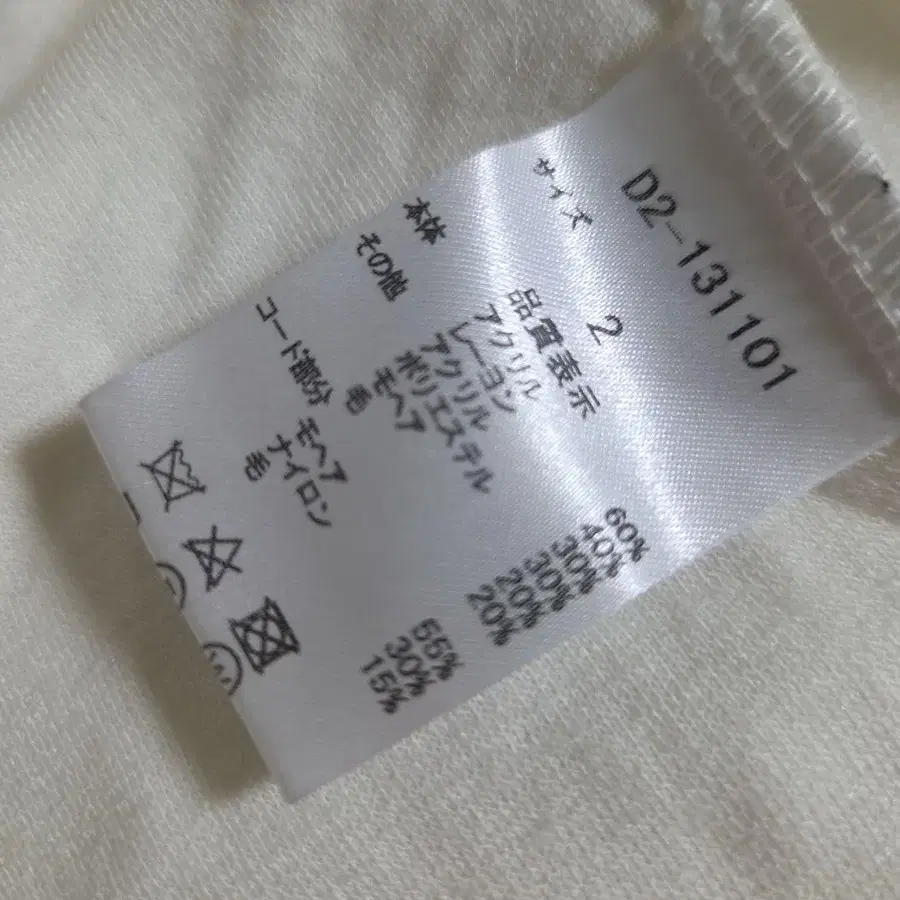 D2-131101
サイズ 2
品質表示
本体 アクリル 60%
レーヨン 40%
その他 アクリル 30%
ポリエステル 30%
モヘア 20%
毛 20%
コード部分 モヘア 55%
ナイロン 30%
毛 15%